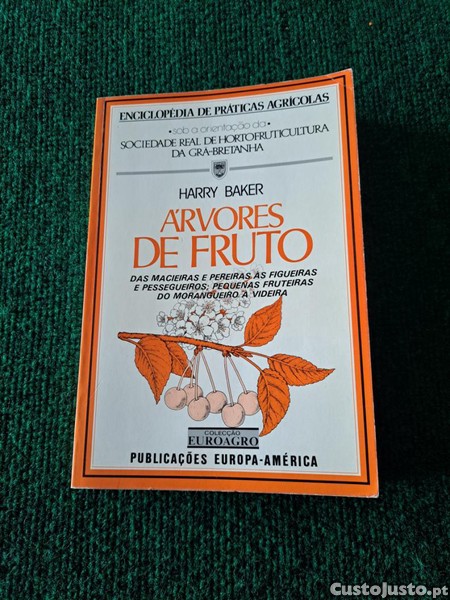 ENCICLOPÉDIA DE PRÁTICAS AGRÍCOLAS
• sob a orientação da •
SOCIEDADE REAL DE HORTOFRUTICULTURA
DA GRÃ-BRETANHA
HARRY BAKER
ÁRVORES
DE FRUTO
DAS MACIEIRAS E PEREIRAS ÀS FIGUEIRAS
E PESSEGUEIROS; PEQUENAS FRUTEIRAS
DO MORANGUEIRO À VIDEIRA
COLECÇÃO
EUROAGRO
PUBLICAÇÕES EUROPA-AMÉRICA
CustoJusto.pt